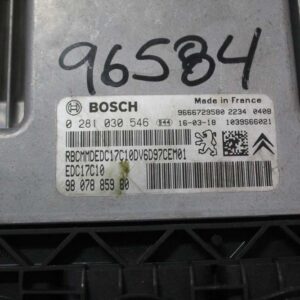 96584
BOSCH
Made in France
0 281 030 546
9666729580 2234 0408
16-03-18 1039S66021
RBCMMDEDC17C10DV6D97CEM01
EDC17C10
98 078 859 80